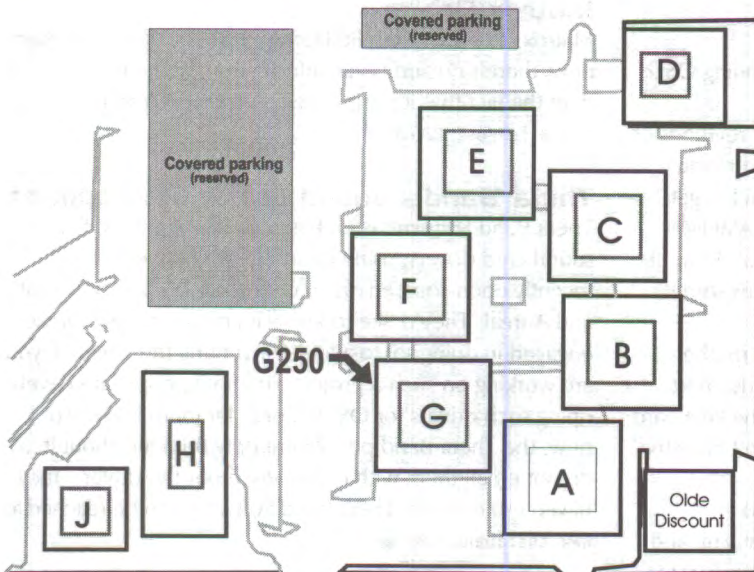 Covered parking
(reserved)
D
Covered parking
(reserved)
E
C
F
B
G250
G
H
A
J
Olde
Discount